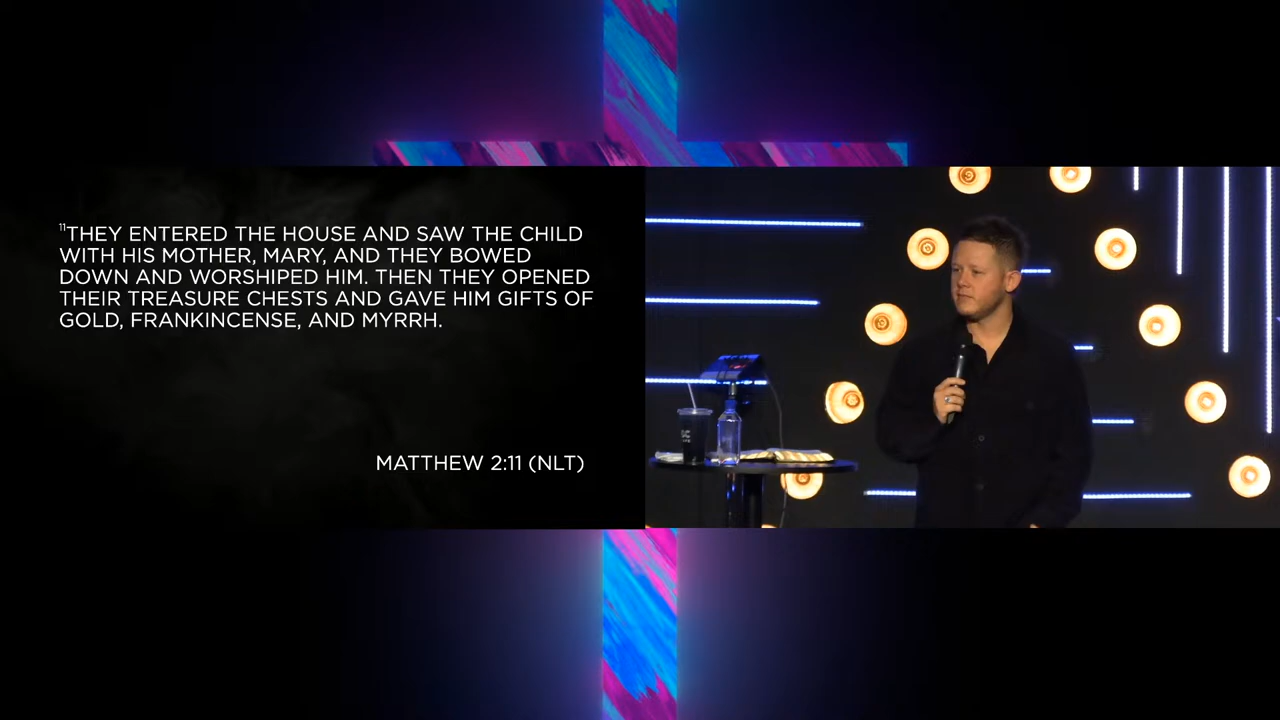 ¹¹THEY ENTERED THE HOUSE AND SAW THE CHILD
WITH HIS MOTHER, MARY, AND THEY BOWED
DOWN AND WORSHIPED HIM. THEN THEY OPENED
THEIR TREASURE CHESTS AND GAVE HIM GIFTS OF
GOLD, FRANKINCENSE, AND MYRRH.
MATTHEW 2:11 (NLT)